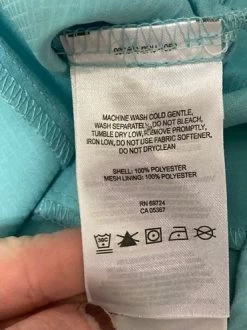 MACHINE WASH COLD GENTLE,
WASH SEPARATELY, DO NOT BLEACH,
TUMBLE DRY LOW, REMOVE PROMPTLY,
IRON LOW, DO NOT USE FABRIC SOFTENER,
DO NOT DRYCLEAN
SHELL: 100% POLYESTER
MESH LINING: 100% POLYESTER
RN 69724
CA 05367
30C